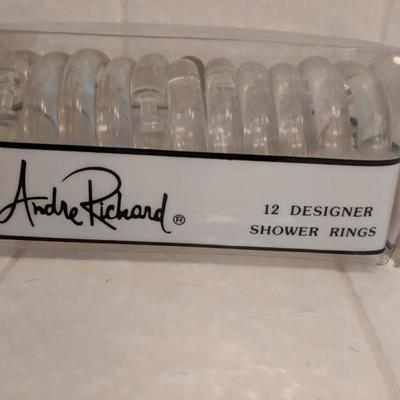 Andre Richard ®
12 DESIGNER
SHOWER RINGS